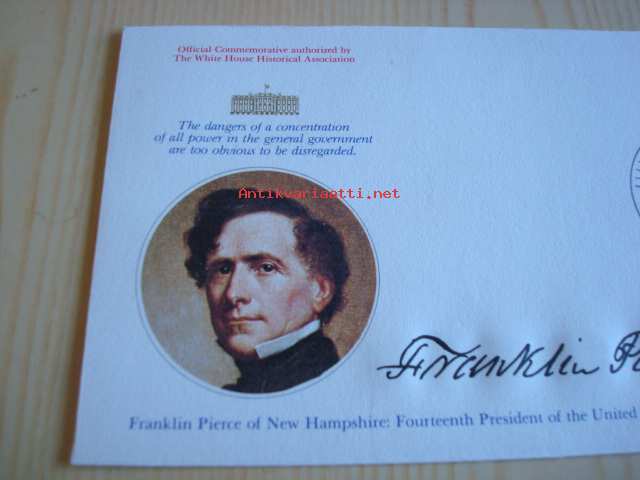 Official Commemorative authorized by
The White House Historical Association
The dangers of a concentration
of all power in the general government
are too obvious to be disregarded.
Antikvariaatti.net
Franklin
Franklin Pierce of New Hampshire: Fourteenth President of the United